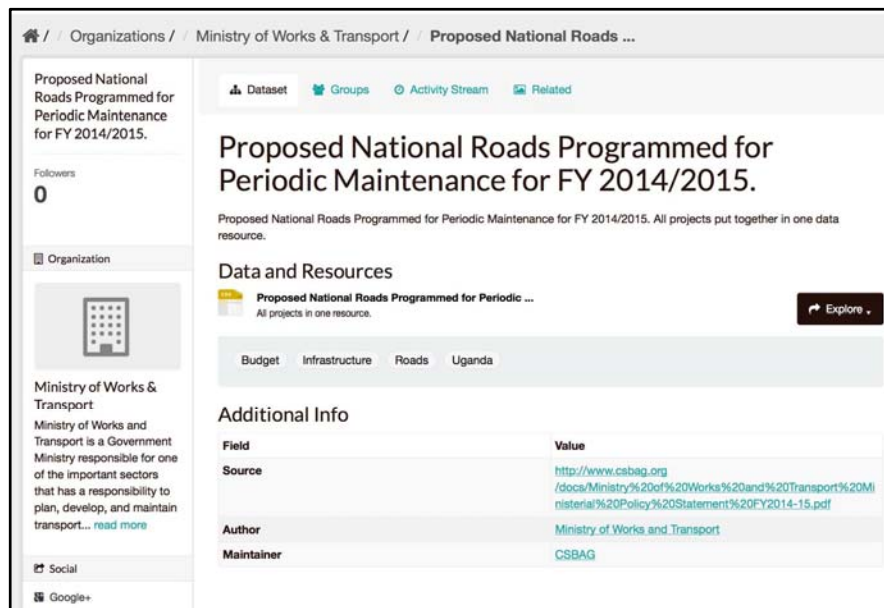 / / Organizations / / Ministry of Works & Transport / / Proposed National Roads ...
Proposed National
Roads Programmed for
Periodic Maintenance
for FY 2014/2015.
Followers
0
Organization
Ministry of Works &
Transport
Ministry of Works and
Transport is a Government
Ministry responsible for one
of the important sectors
that has a responsibility to
plan, develop, and maintain
transport... read more
Social
Google+
Dataset Groups Activity Stream Related
Proposed National Roads Programmed for
Periodic Maintenance for FY 2014/2015.
Proposed National Roads Programmed for Periodic Maintenance for FY 2014/2015. All projects put together in one data
resource.
Data and Resources
Proposed National Roads Programmed for Periodic ...
All projects in one resource.
Explore
Budget Infrastructure Roads Uganda
Additional Info
Field Value
Source http://www.csbag.org
/docs/Ministry%20of%20Works%20and%20Transport%20Mi
nisterial%20Policy%20Statement%20FY2014-15.pdf
Author Ministry of Works and Transport
Maintainer CSBAG